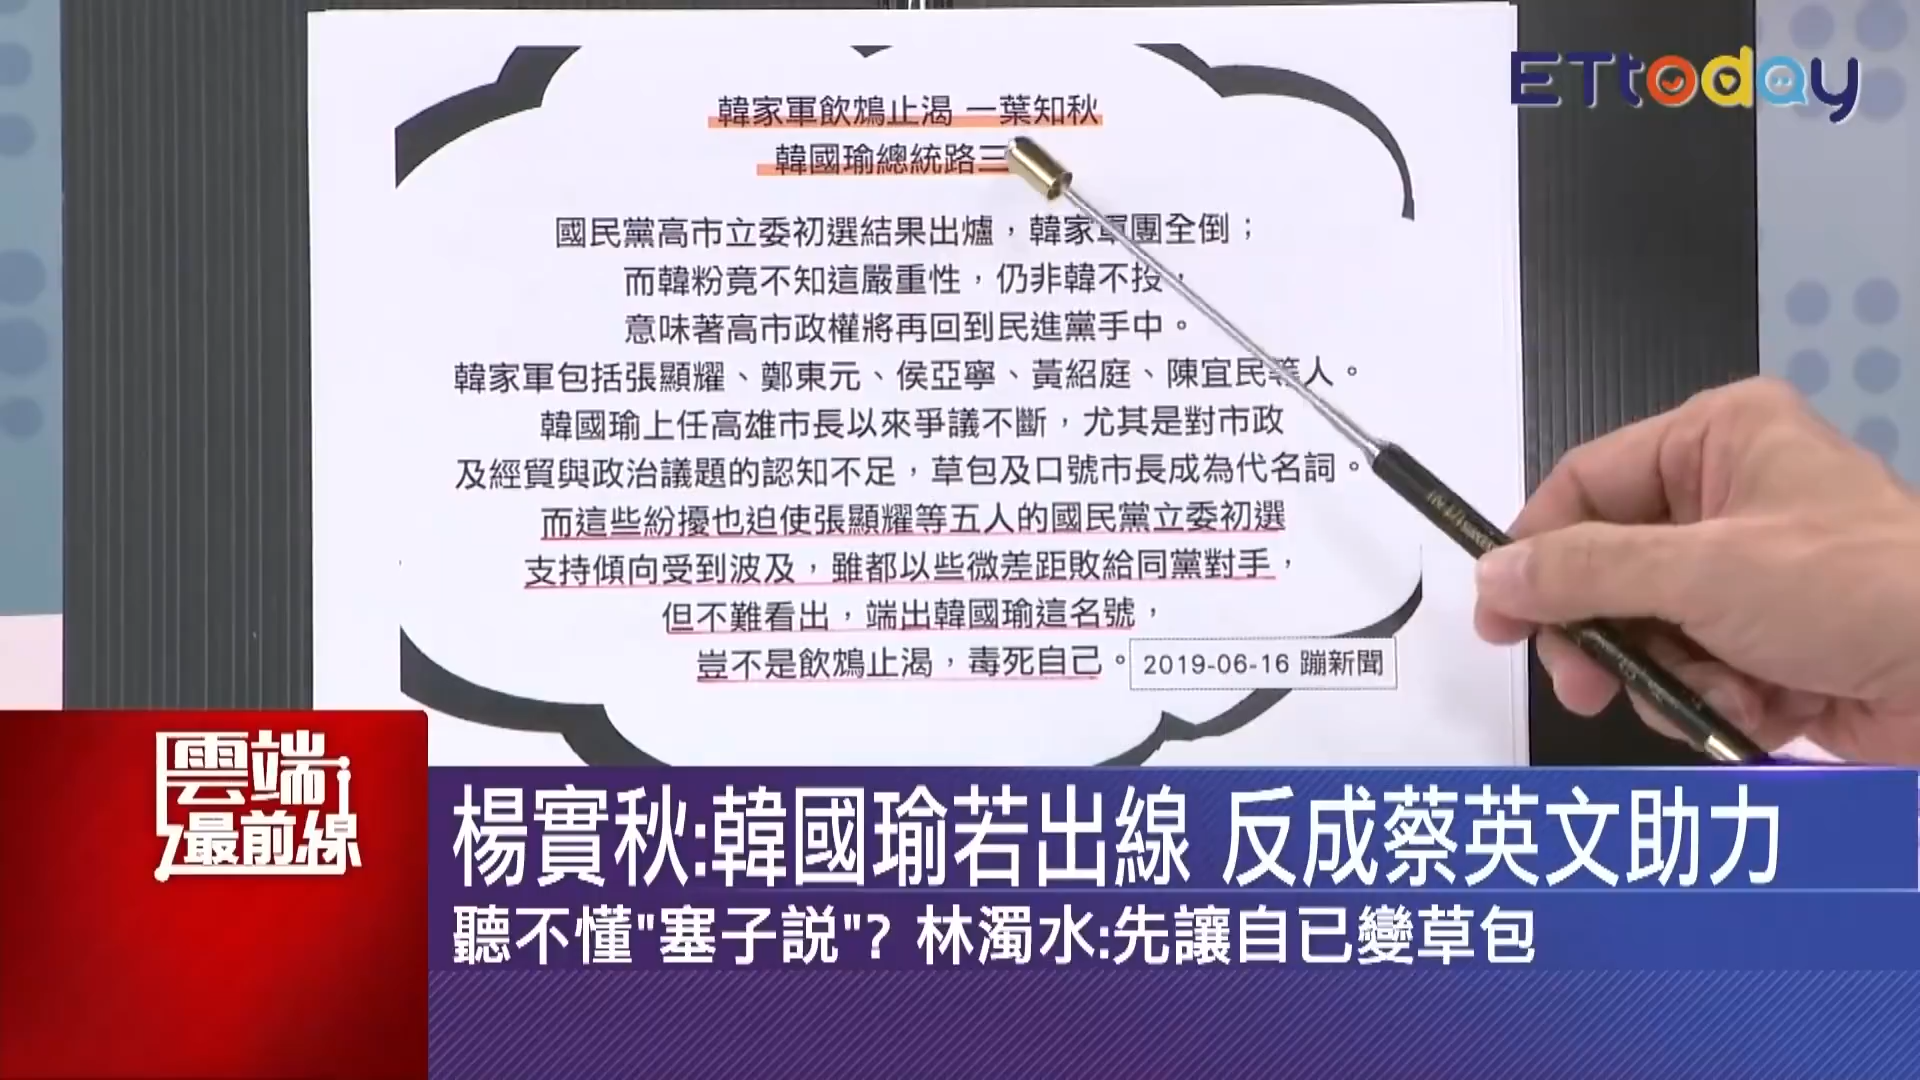 ETtoday
韓家軍飲鴆止渴 一葉知秋
韓國瑜總統路三
國民黨高市立委初選結果出爐，韓家軍團全倒；
而韓粉竟不知這嚴重性，仍非韓不投，
意味著高市政權將再回到民進黨手中。
韓家軍包括張顯耀、鄭東元、侯亞寧、黃紹庭、陳宜民等人。
韓國瑜上任高雄市長以來爭議不斷，尤其是對市政
及經貿與政治議題的認知不足，草包及口號市長成為代名詞。
而這些紛擾也迫使張顯耀等五人的國民黨立委初選
支持傾向受到波及，雖都以些微差距敗給同黨對手，
但不難看出，端出韓國瑜這名號，
豈不是飲鴆止渴，毒死自己。
2019-06-16 蹦新聞
雲端
最前線
楊實秋:韓國瑜若出線 反成蔡英文助力
聽不懂"塞子説"? 林濁水:先讓自已變草包